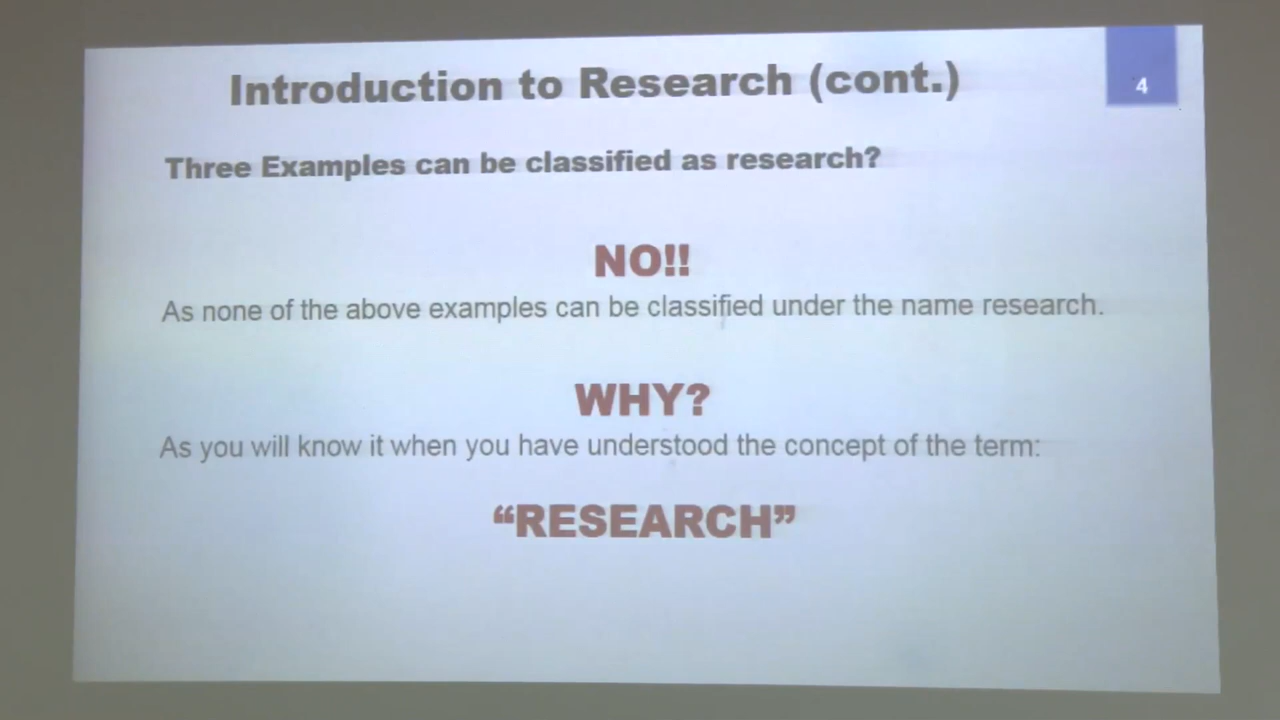 Introduction to Research (cont.)
4
Three Examples can be classified as research?
NO!!
As none of the above examples can be classified under the name research.
WHY?
As you will know it when you have understood the concept of the term:
“RESEARCH”